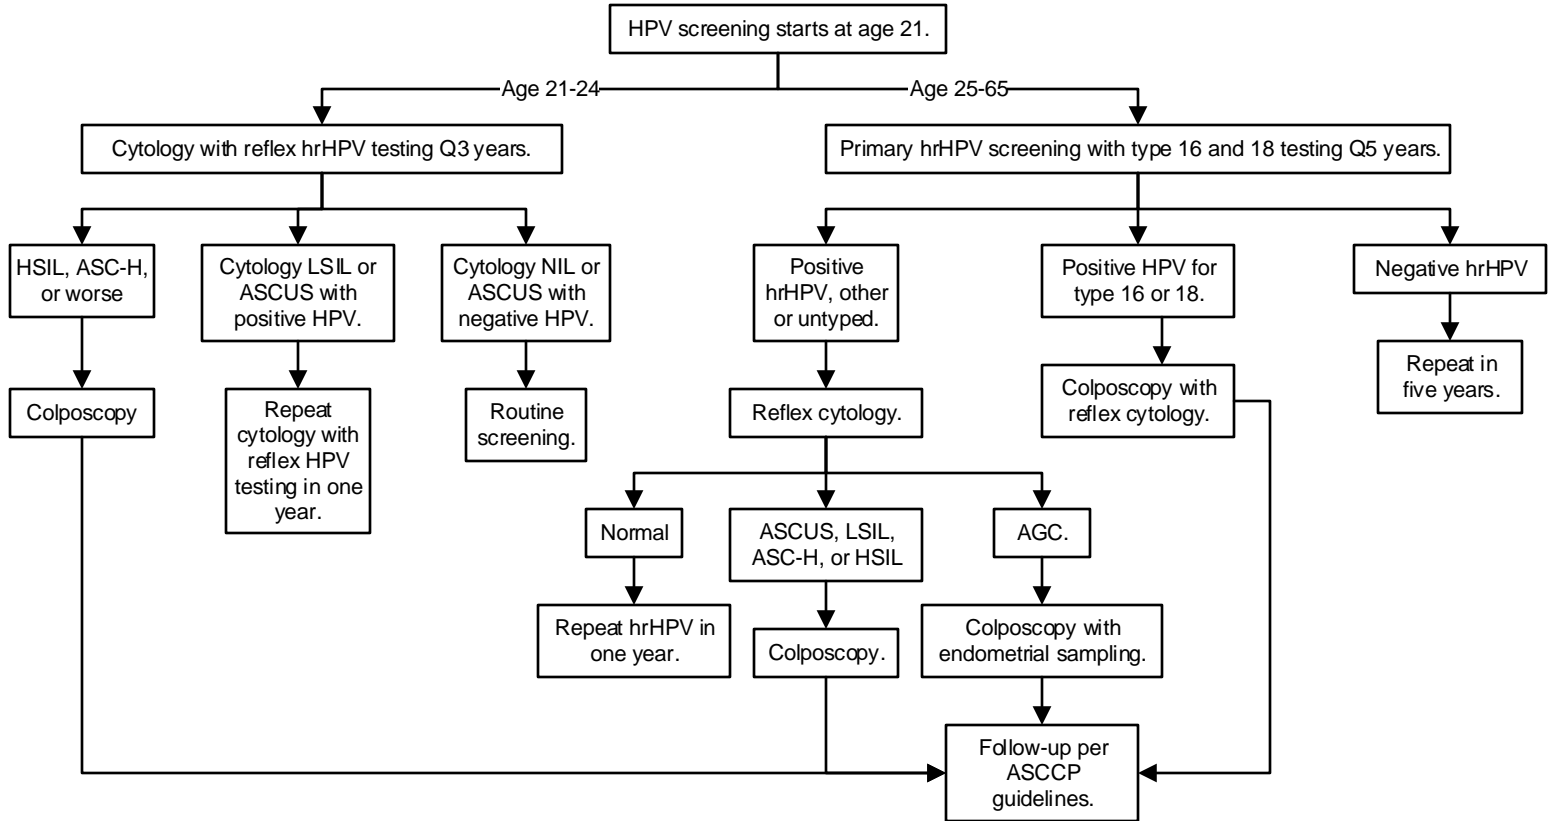 HPV screening starts at age 21.
Age 21-24
Age 25-65
Cytology with reflex hrHPV testing Q3 years.
Primary hrHPV screening with type 16 and 18 testing Q5 years.
HSIL, ASC-H,
or worse
Cytology LSIL or
ASCUS with
positive HPV.
Cytology NIL or
ASCUS with
negative HPV.
Positive
hrHPV, other
or untyped.
Positive HPV for
type 16 or 18.
Negative hrHPV
Colposcopy
Repeat
cytology with
reflex HPV
testing in one
year.
Routine
screening.
Reflex cytology.
Colposcopy with
reflex cytology.
Repeat in
five years.
Normal
ASCUS, LSIL,
ASC-H, or HSIL
AGC.
Repeat hrHPV in
one year.
Colposcopy.
Colposcopy with
endometrial sampling.
Follow-up per
ASCCP
guidelines.